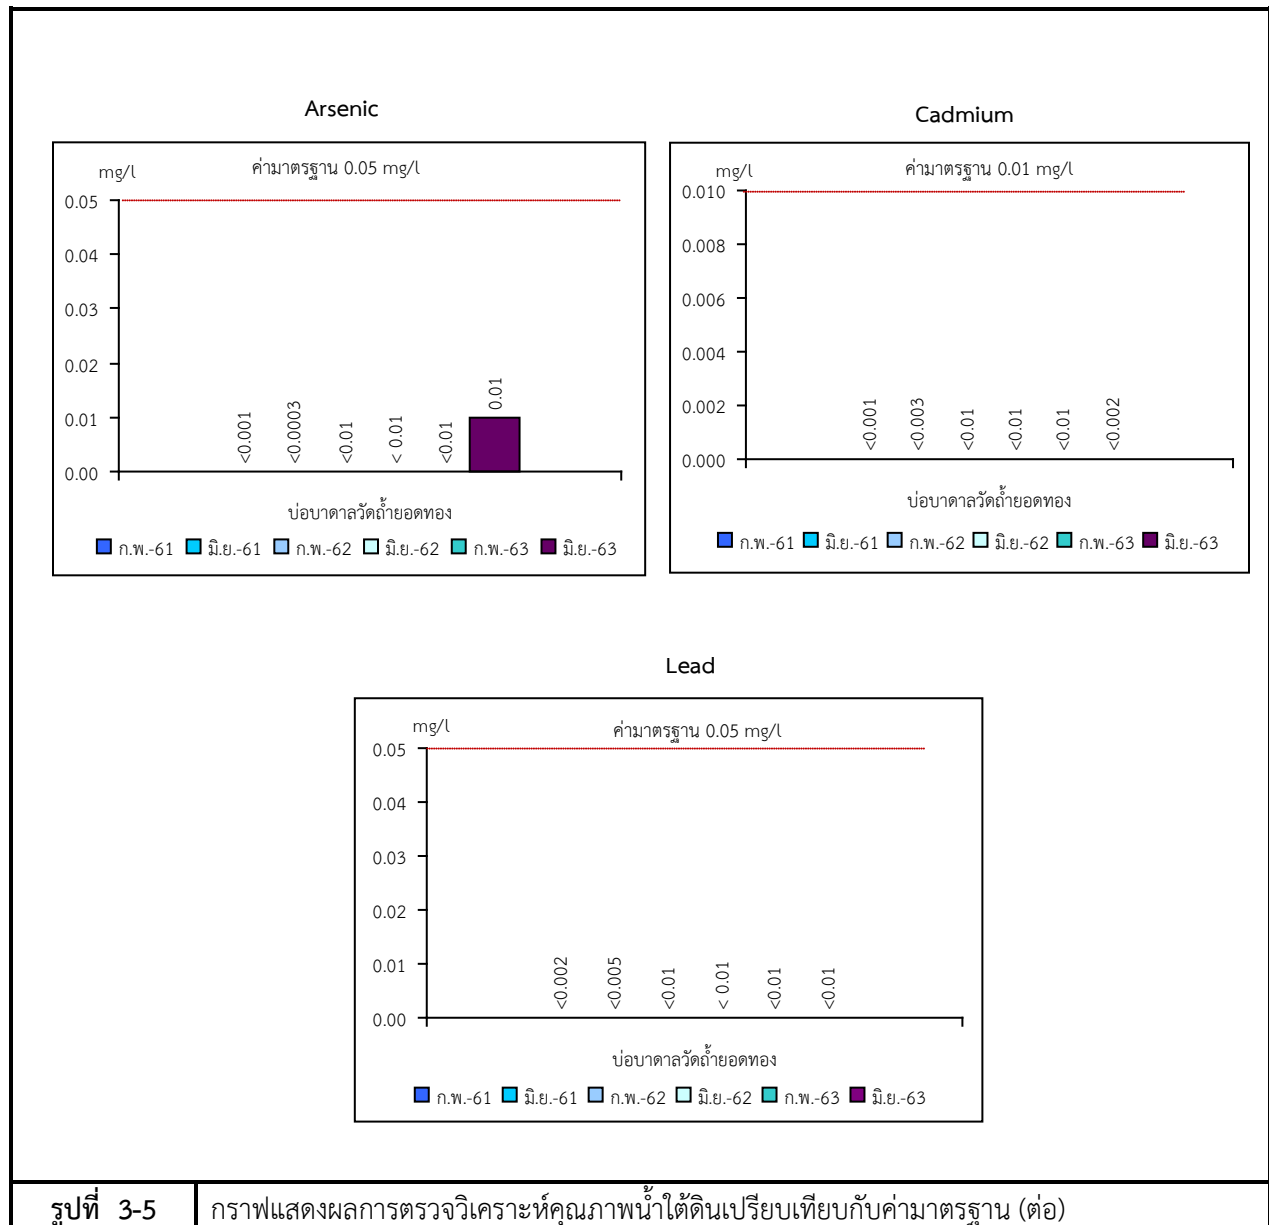 Arsenic
mg/l
ค่ามาตรฐาน 0.05 mg/l
0.05
0.04
0.03
0.02
0.01
0.00
<0.001
<0.0003
<0.01
< 0.01
<0.01
0.01
บ่อบาดาลวัดถ้ำยอดทอง
ก.พ.-61 มิ.ย.-61 ก.พ.-62 มิ.ย.-62 ก.พ.-63 มิ.ย.-63
Cadmium
mg/l
ค่ามาตรฐาน 0.01 mg/l
0.010
0.008
0.006
0.004
0.002
0.000
<0.001
<0.003
<0.01
<0.01
<0.01
<0.002
บ่อบาดาลวัดถ้ำยอดทอง
ก.พ.-61 มิ.ย.-61 ก.พ.-62 มิ.ย.-62 ก.พ.-63 มิ.ย.-63
Lead
mg/l
ค่ามาตรฐาน 0.05 mg/l
0.05
0.04
0.03
0.02
0.01
0.00
<0.002
<0.005
<0.01
< 0.01
<0.01
<0.01
บ่อบาดาลวัดถ้ำยอดทอง
ก.พ.-61 มิ.ย.-61 ก.พ.-62 มิ.ย.-62 ก.พ.-63 มิ.ย.-63
รูปที่ 3-5 กราฟแสดงผลการตรวจวิเคราะห์คุณภาพน้ำใต้ดินเปรียบเทียบกับค่ามาตรฐาน (ต่อ)